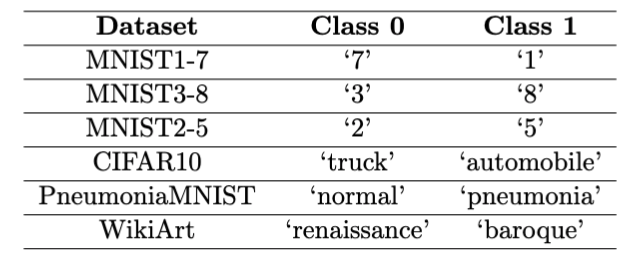 Dataset Class 0 Class 1
MNIST1-7 ‘7’ ‘1’
MNIST3-8 ‘3’ ‘8’
MNIST2-5 ‘2’ ‘5’
CIFAR10 ‘truck’ ‘automobile’
PneumoniaMNIST ‘normal’ ‘pneumonia’
WikiArt ‘renaissance’ ‘baroque’